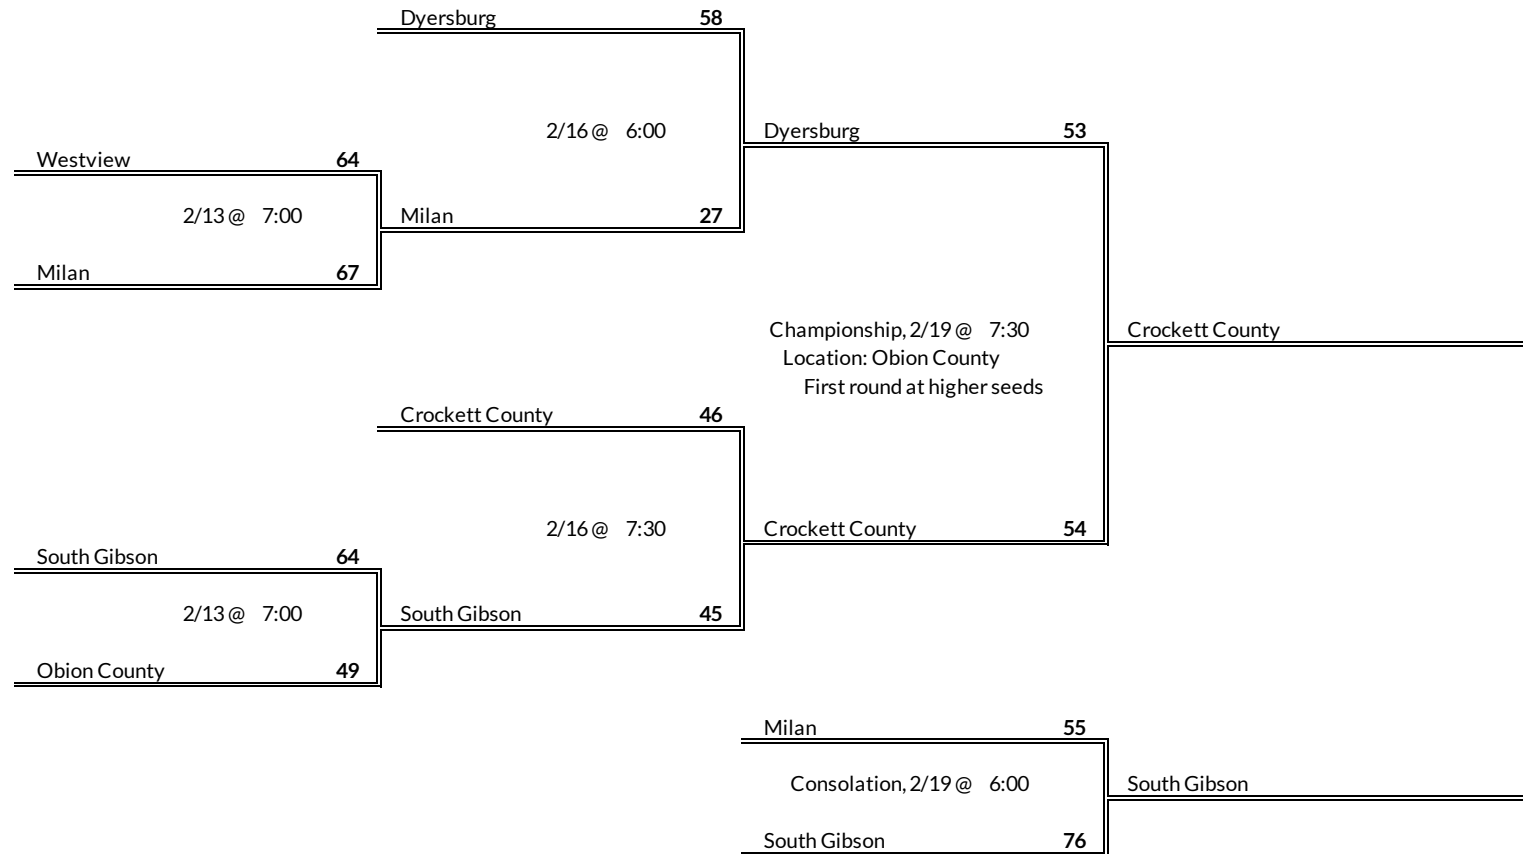 Dyersburg 58
2/16 @ 6:00
Dyersburg 53
Westview 64
2/13 @ 7:00
Milan 27
Milan 67
Championship, 2/19 @ 7:30
Crockett County
Location: Obion County
First round at higher seeds
Crockett County 46
2/16 @ 7:30
Crockett County 54
South Gibson 64
2/13 @ 7:00
South Gibson 45
Obion County 49
Milan 55
Consolation, 2/19 @ 6:00
South Gibson
South Gibson 76